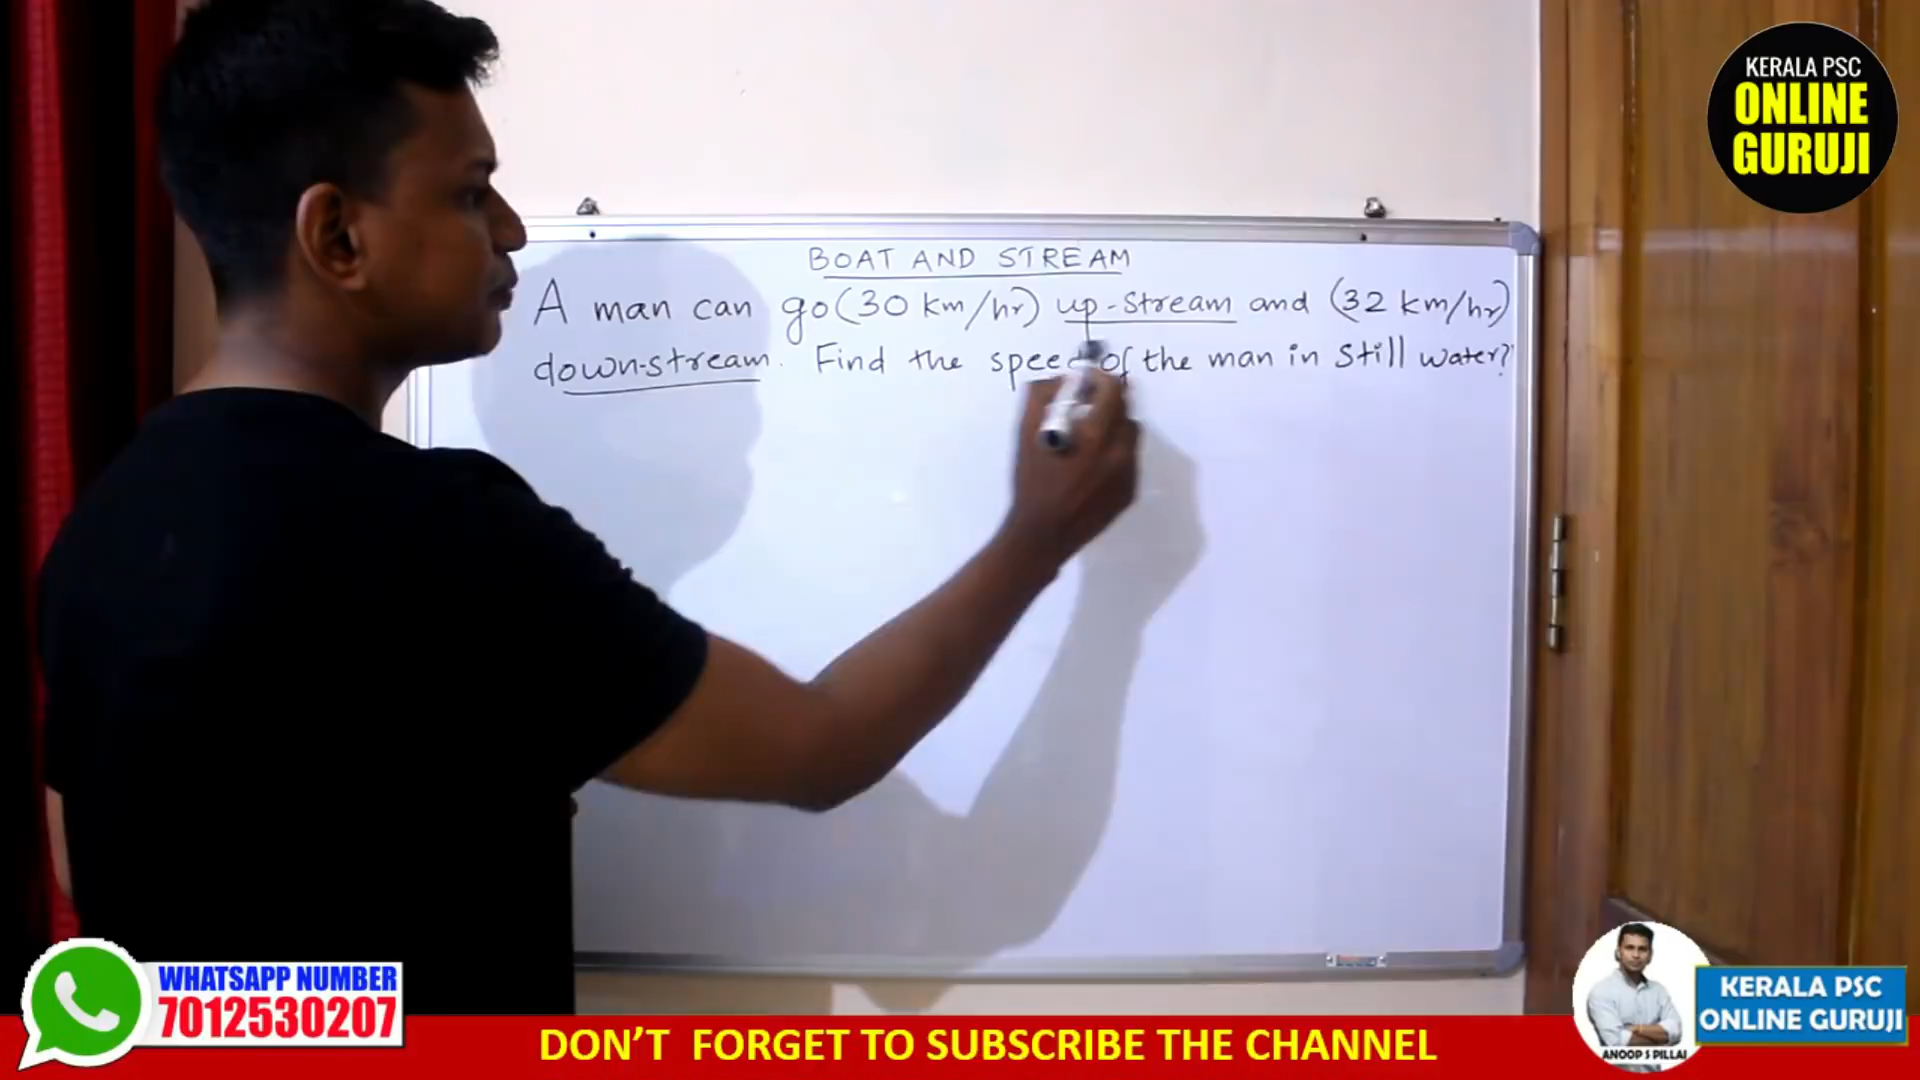 KERALA PSC
ONLINE
GURUJI
BOAT AND STREAM
A man can go (30 km/hr) up-stream and (32 km/hr)
down-stream. Find the speed of the man in still water?
WHATSAPP NUMBER
7012530207
DON'T FORGET TO SUBSCRIBE THE CHANNEL
ANOOP S PILLAI
KERALA PSC
ONLINE GURUJI